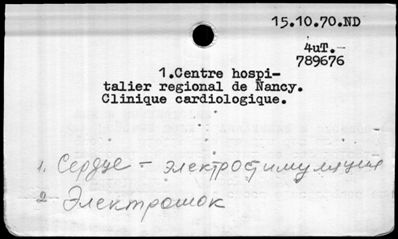 15.10.70.ND
4uT.-
789676
1.Centre hospi-
talier regional de Nancy.
Clinique cardiologique.
1. Сердце - электростимуляция
2 Электрошок